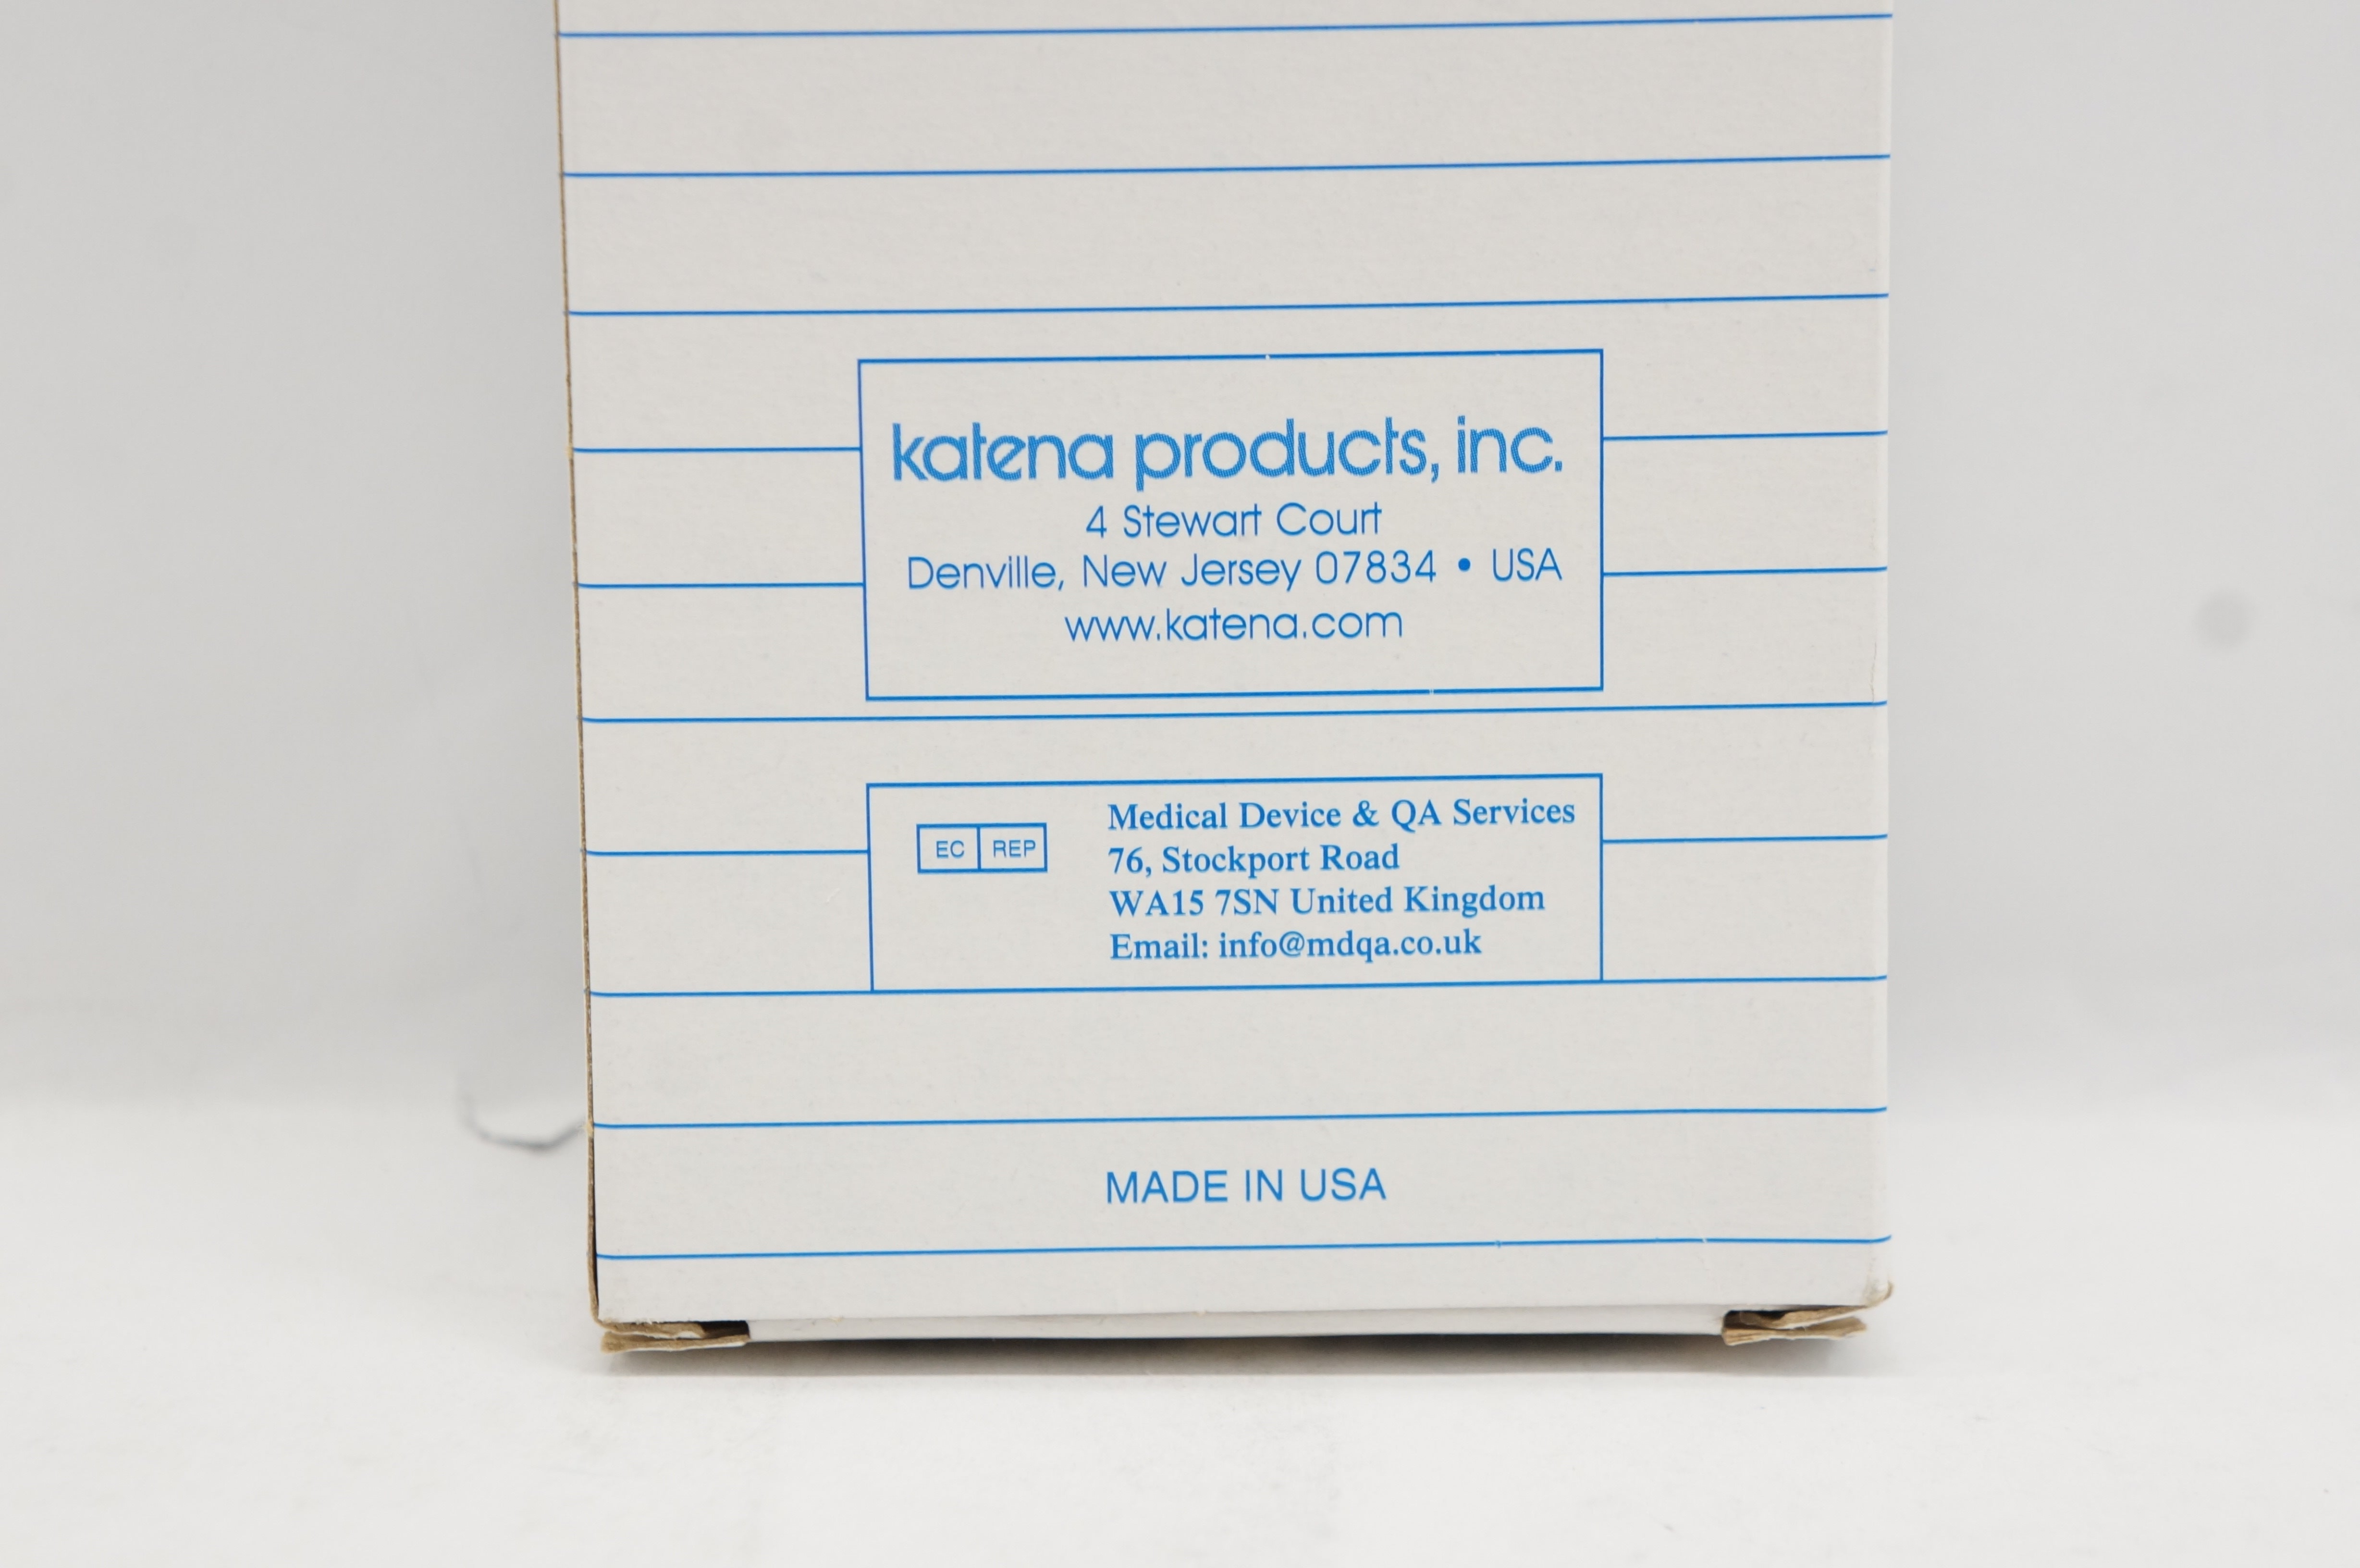 katena products, inc.
4 Stewart Court
Denville, New Jersey 07834 • USA
www.katena.com
EC REP
Medical Device & QA Services
76, Stockport Road
WA15 7SN United Kingdom
Email: info@mdqa.co.uk
MADE IN USA